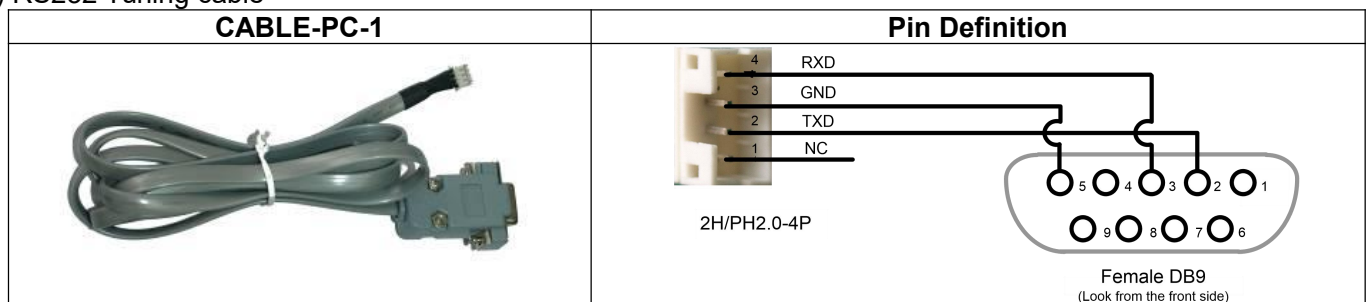 RS232 Tuning cable
CABLE-PC-1
Pin Definition
4 RXD
3 GND
2 TXD
1 NC
2H/PH2.0-4P
5 4 3 2 1
9 8 7 6
Female DB9
(Look from the front side)